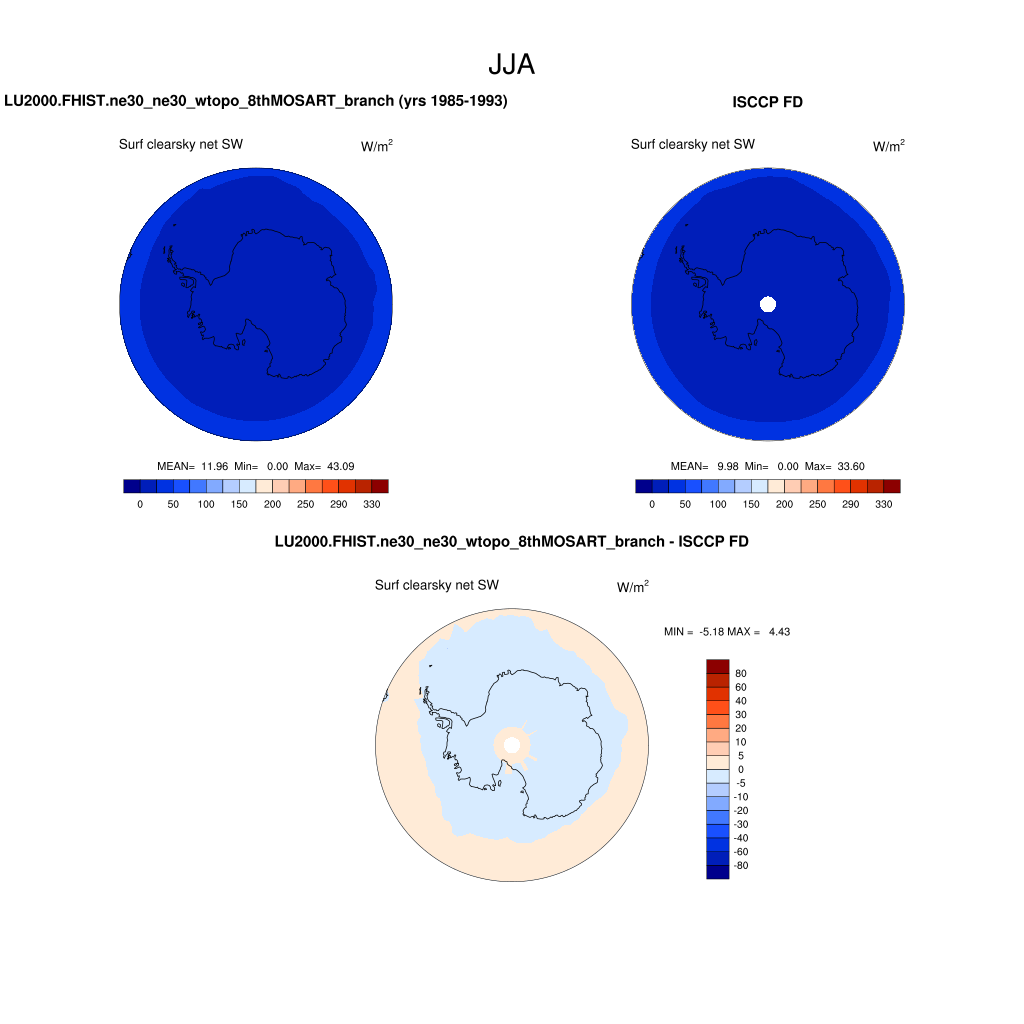 JJA
LU2000.FHIST.ne30_ne30_wtopo_8thMOSART_branch (yrs 1985-1993)
ISCCP FD
Surf clearsky net SW W/m2
Surf clearsky net SW W/m2
MEAN= 11.96 Min= 0.00 Max= 43.09
MEAN= 9.98 Min= 0.00 Max= 33.60
0 50 100 150 200 250 290 330
0 50 100 150 200 250 290 330
LU2000.FHIST.ne30_ne30_wtopo_8thMOSART_branch - ISCCP FD
Surf clearsky net SW W/m2
MIN = -5.18 MAX = 4.43
80
60
40
30
20
10
5
0
-5
-10
-20
-30
-40
-60
-80